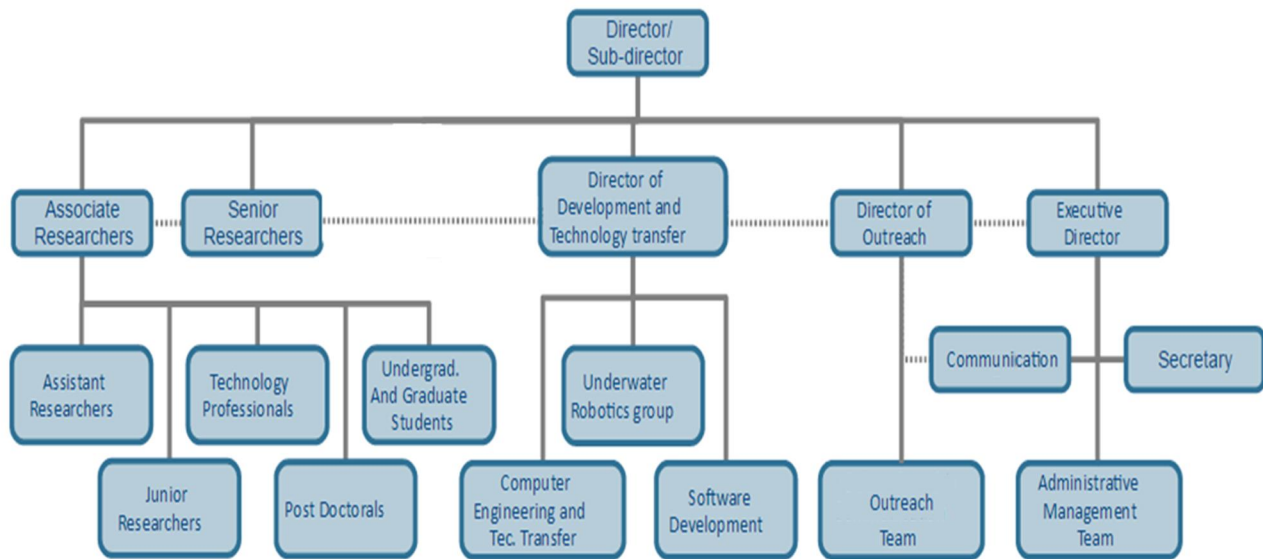 Director/
Sub-director
Associate
Researchers
Senior
Researchers
Director of
Development and
Technology transfer
Director of
Outreach
Executive
Director
Assistant
Researchers
Technology
Professionals
Undergrad.
And Graduate
Students
Underwater
Robotics group
Communication
Secretary
Junior
Researchers
Post Doctorals
Computer
Engineering and
Tec. Transfer
Software
Development
Outreach
Team
Administrative
Management
Team